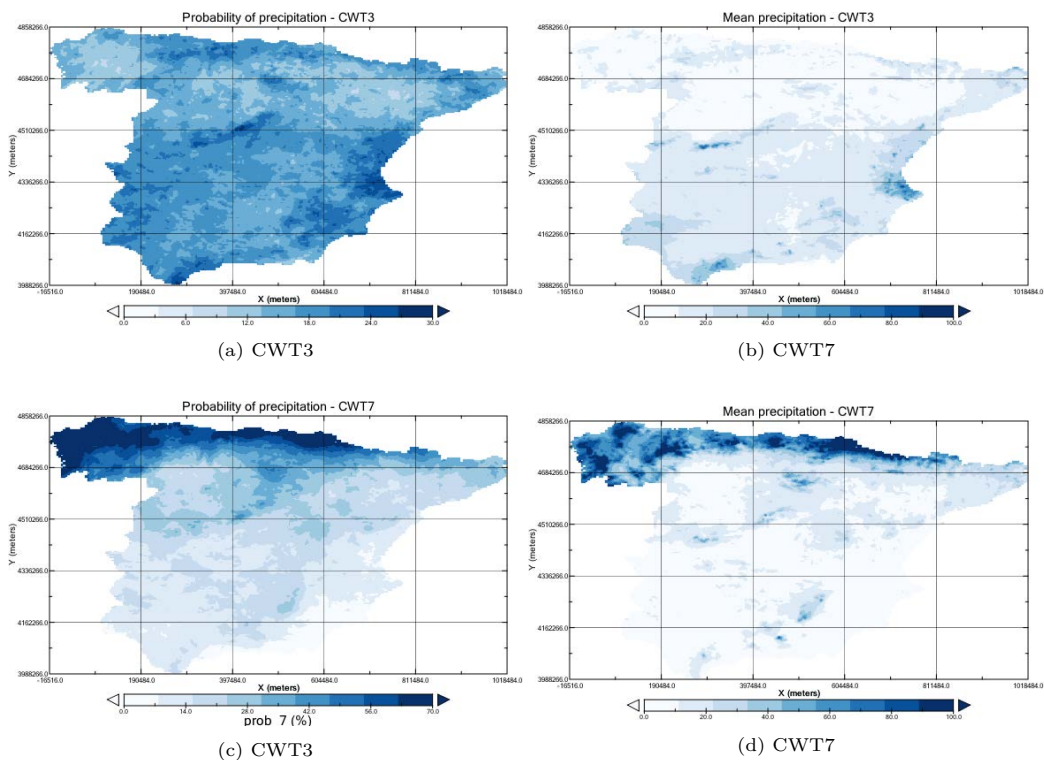 Probability of precipitation - CWT3
4858266.0
4684266.0
4510266.0
4336266.0
4162266.0
3988266.0
Y (meters)
-16516.0 190484.0 397484.0 604484.0 811484.0 1018484.0
X (meters)
0.0 6.0 12.0 18.0 24.0 30.0
(a) CWT3
Mean precipitation - CWT3
4858266.0
4684266.0
4510266.0
4336266.0
4162266.0
3988266.0
Y (meters)
-16516.0 190484.0 397484.0 604484.0 811484.0 1018484.0
X (meters)
0.0 20.0 40.0 60.0 80.0 100.0
(b) CWT7
Probability of precipitation - CWT7
4858266.0
4684266.0
4510266.0
4336266.0
4162266.0
3988266.0
Y (meters)
-16516.0 190484.0 397484.0 604484.0 811484.0 1018484.0
X (meters)
0.0 14.0 28.0 42.0 56.0 70.0
prob 7 (%)
(c) CWT3
Mean precipitation - CWT7
4858266.0
4684266.0
4510266.0
4336266.0
4162266.0
3988266.0
Y (meters)
-16516.0 190484.0 397484.0 604484.0 811484.0 1018484.0
X (meters)
0.0 20.0 40.0 60.0 80.0 100.0
(d) CWT7